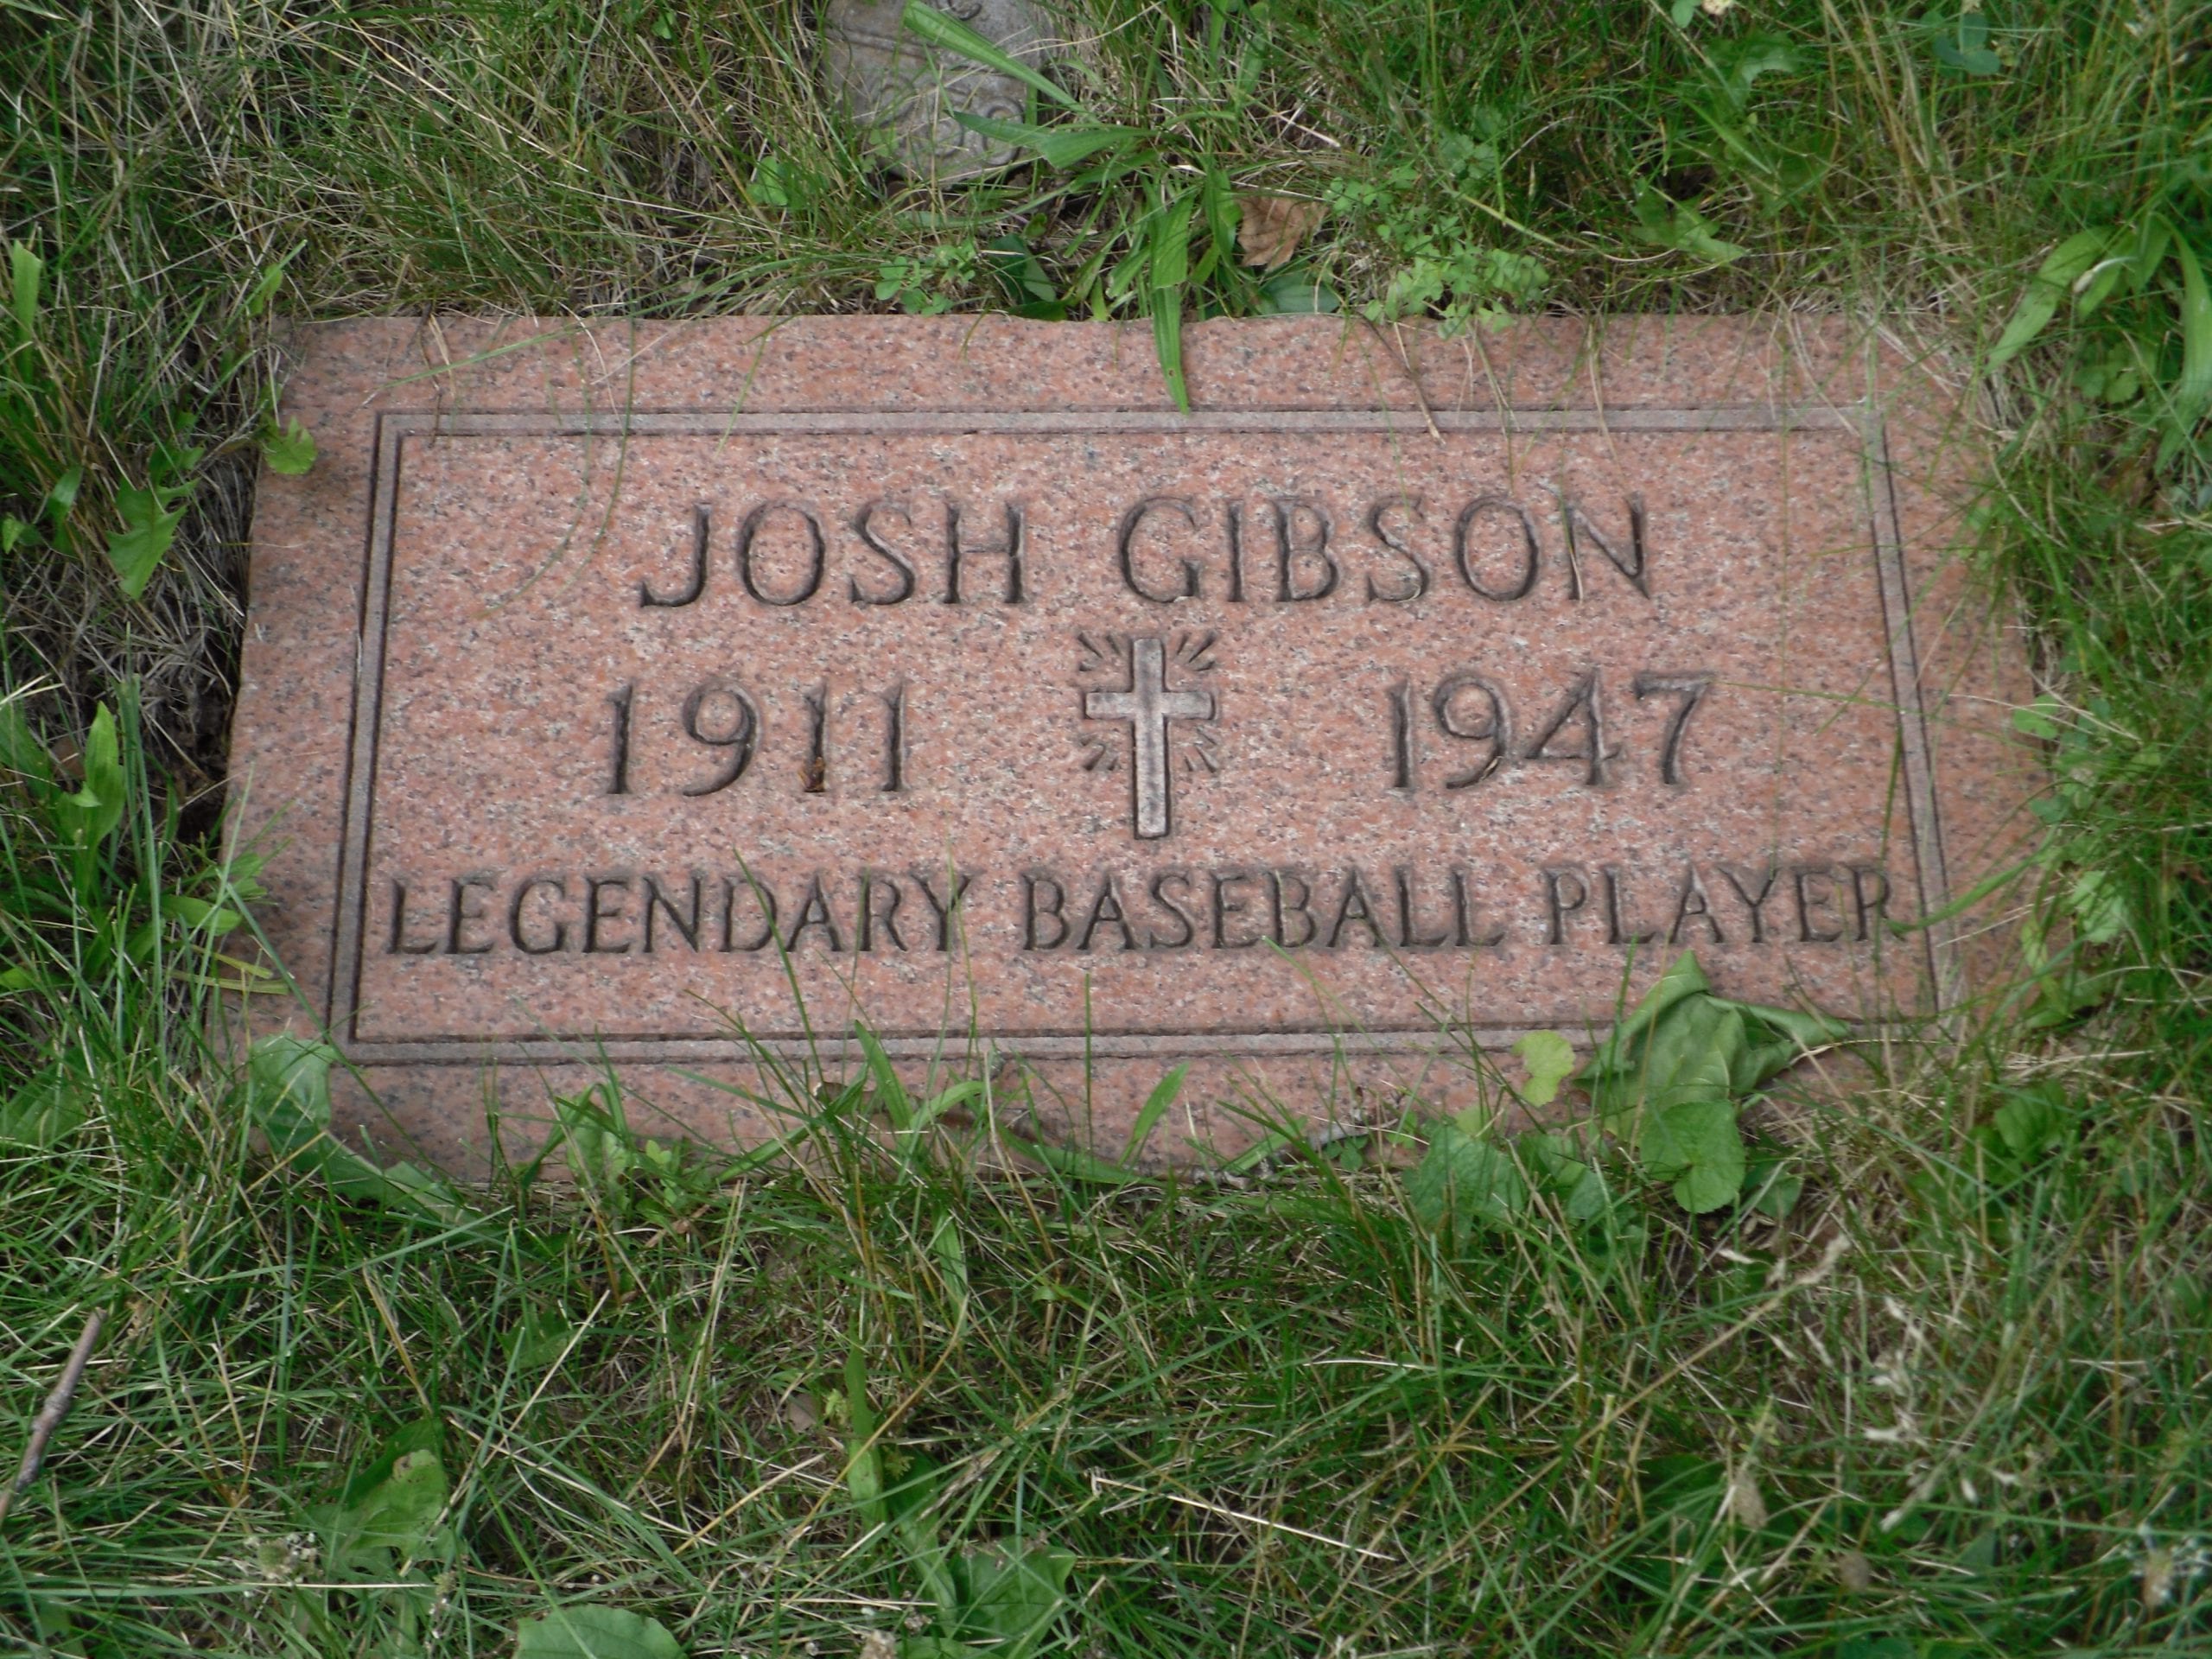 JOSH GIBSON
1911 1947
LEGENDARY BASEBALL PLAYER